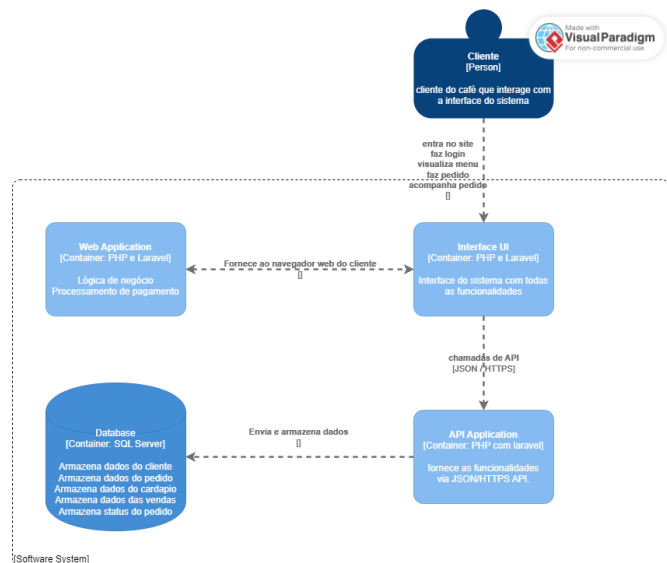 Made with
Visual Paradigm
For non-commercial use
Cliente
[Person]
cliente do café que interage com
a interface do sistema
entra no site
faz login
visualiza menu
faz pedido
acompanha pedido
[]
Web Application
[Container: PHP e Laravel]
Lógica de negócio
Processamento de pagamento
Fornece ao navegador web do cliente
[]
Interface UI
[Container: PHP e Laravel]
Interface do sistema com todas
as funcionalidades
chamadas de API
[JSON / HTTPS]
Database
[Container: SQL Server]
Armazena dados do cliente
Armazena dados do pedido
Armazena dados do cardapio
Armazena dados das vendas
Armazena status do pedido
Envia e armazena dados
[]
API Application
[Container: PHP com laravel]
fornece as funcionalidades
via JSON/HTTPS API.
[Software System]